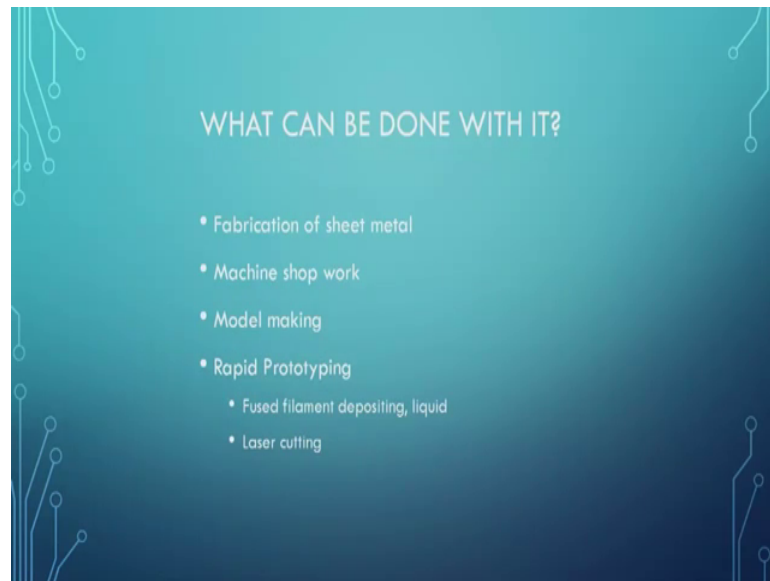 WHAT CAN BE DONE WITH IT?
• Fabrication of sheet metal
• Machine shop work
• Model making
• Rapid Prototyping
• Fused filament depositing, liquid
• Laser cutting